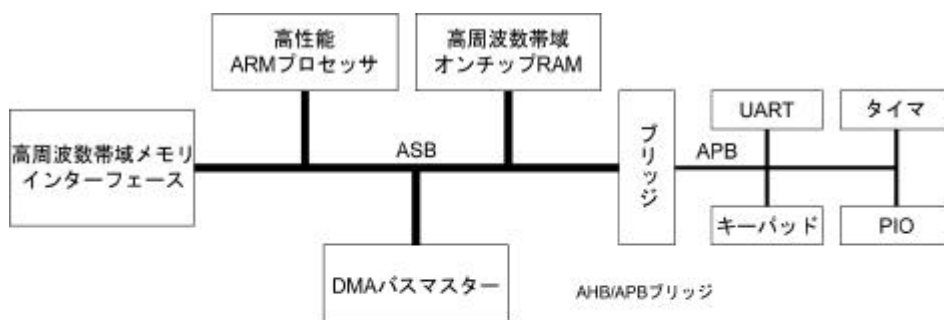 高性能
ARMプロセッサ
高周波数帯域
オンチップRAM
高周波数帯域メモリ
インターフェース
ASB
ブリッジ
APB
UART
タイマ
キーパッド
PIO
DMAバスマスター
AHB/APBブリッジ